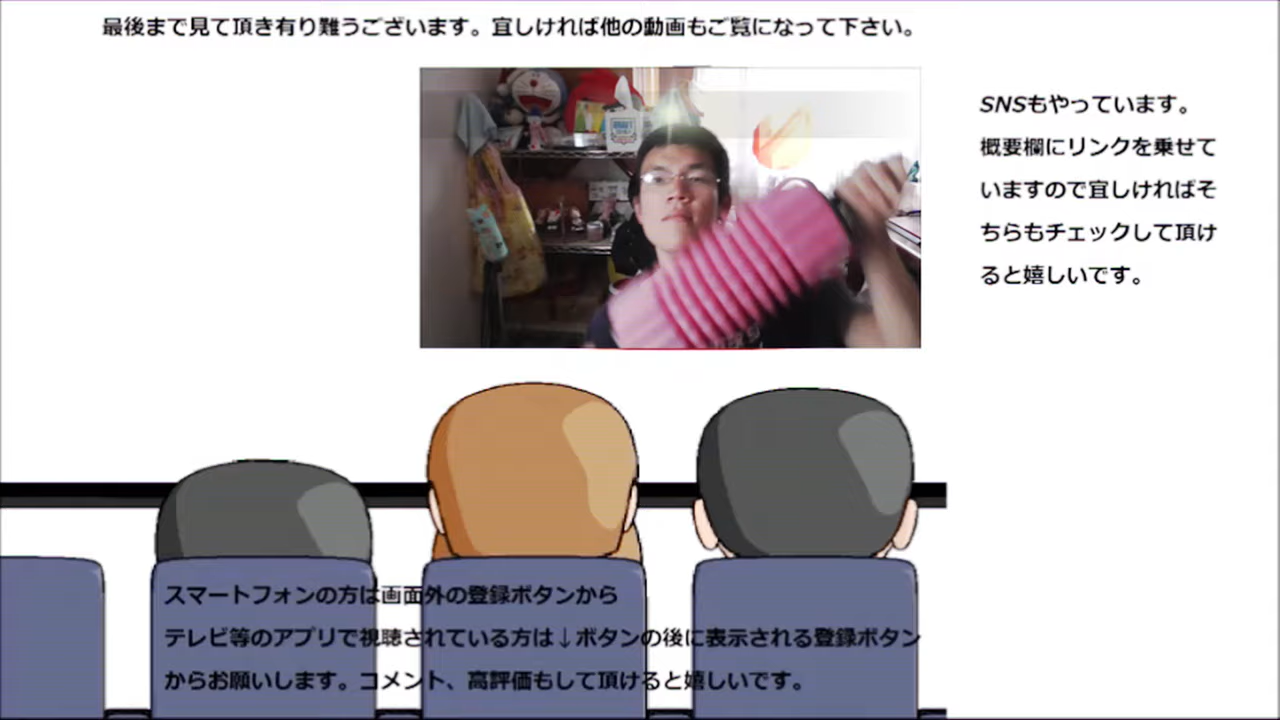 最後まで見て頂き有り難うございます。宜しければ他の動画もご覧になって下さい。
SNSもやっています。
概要欄にリンクを乗せて
いますので宜しければそ
ちらもチェックして頂け
ると嬉しいです。
スマートフォンの方は画面外の登録ボタンから
テレビ等のアプリで視聴されている方は↓ボタンの後に表示される登録ボタン
からお願いします。コメント、高評価もして頂けると嬉しいです。